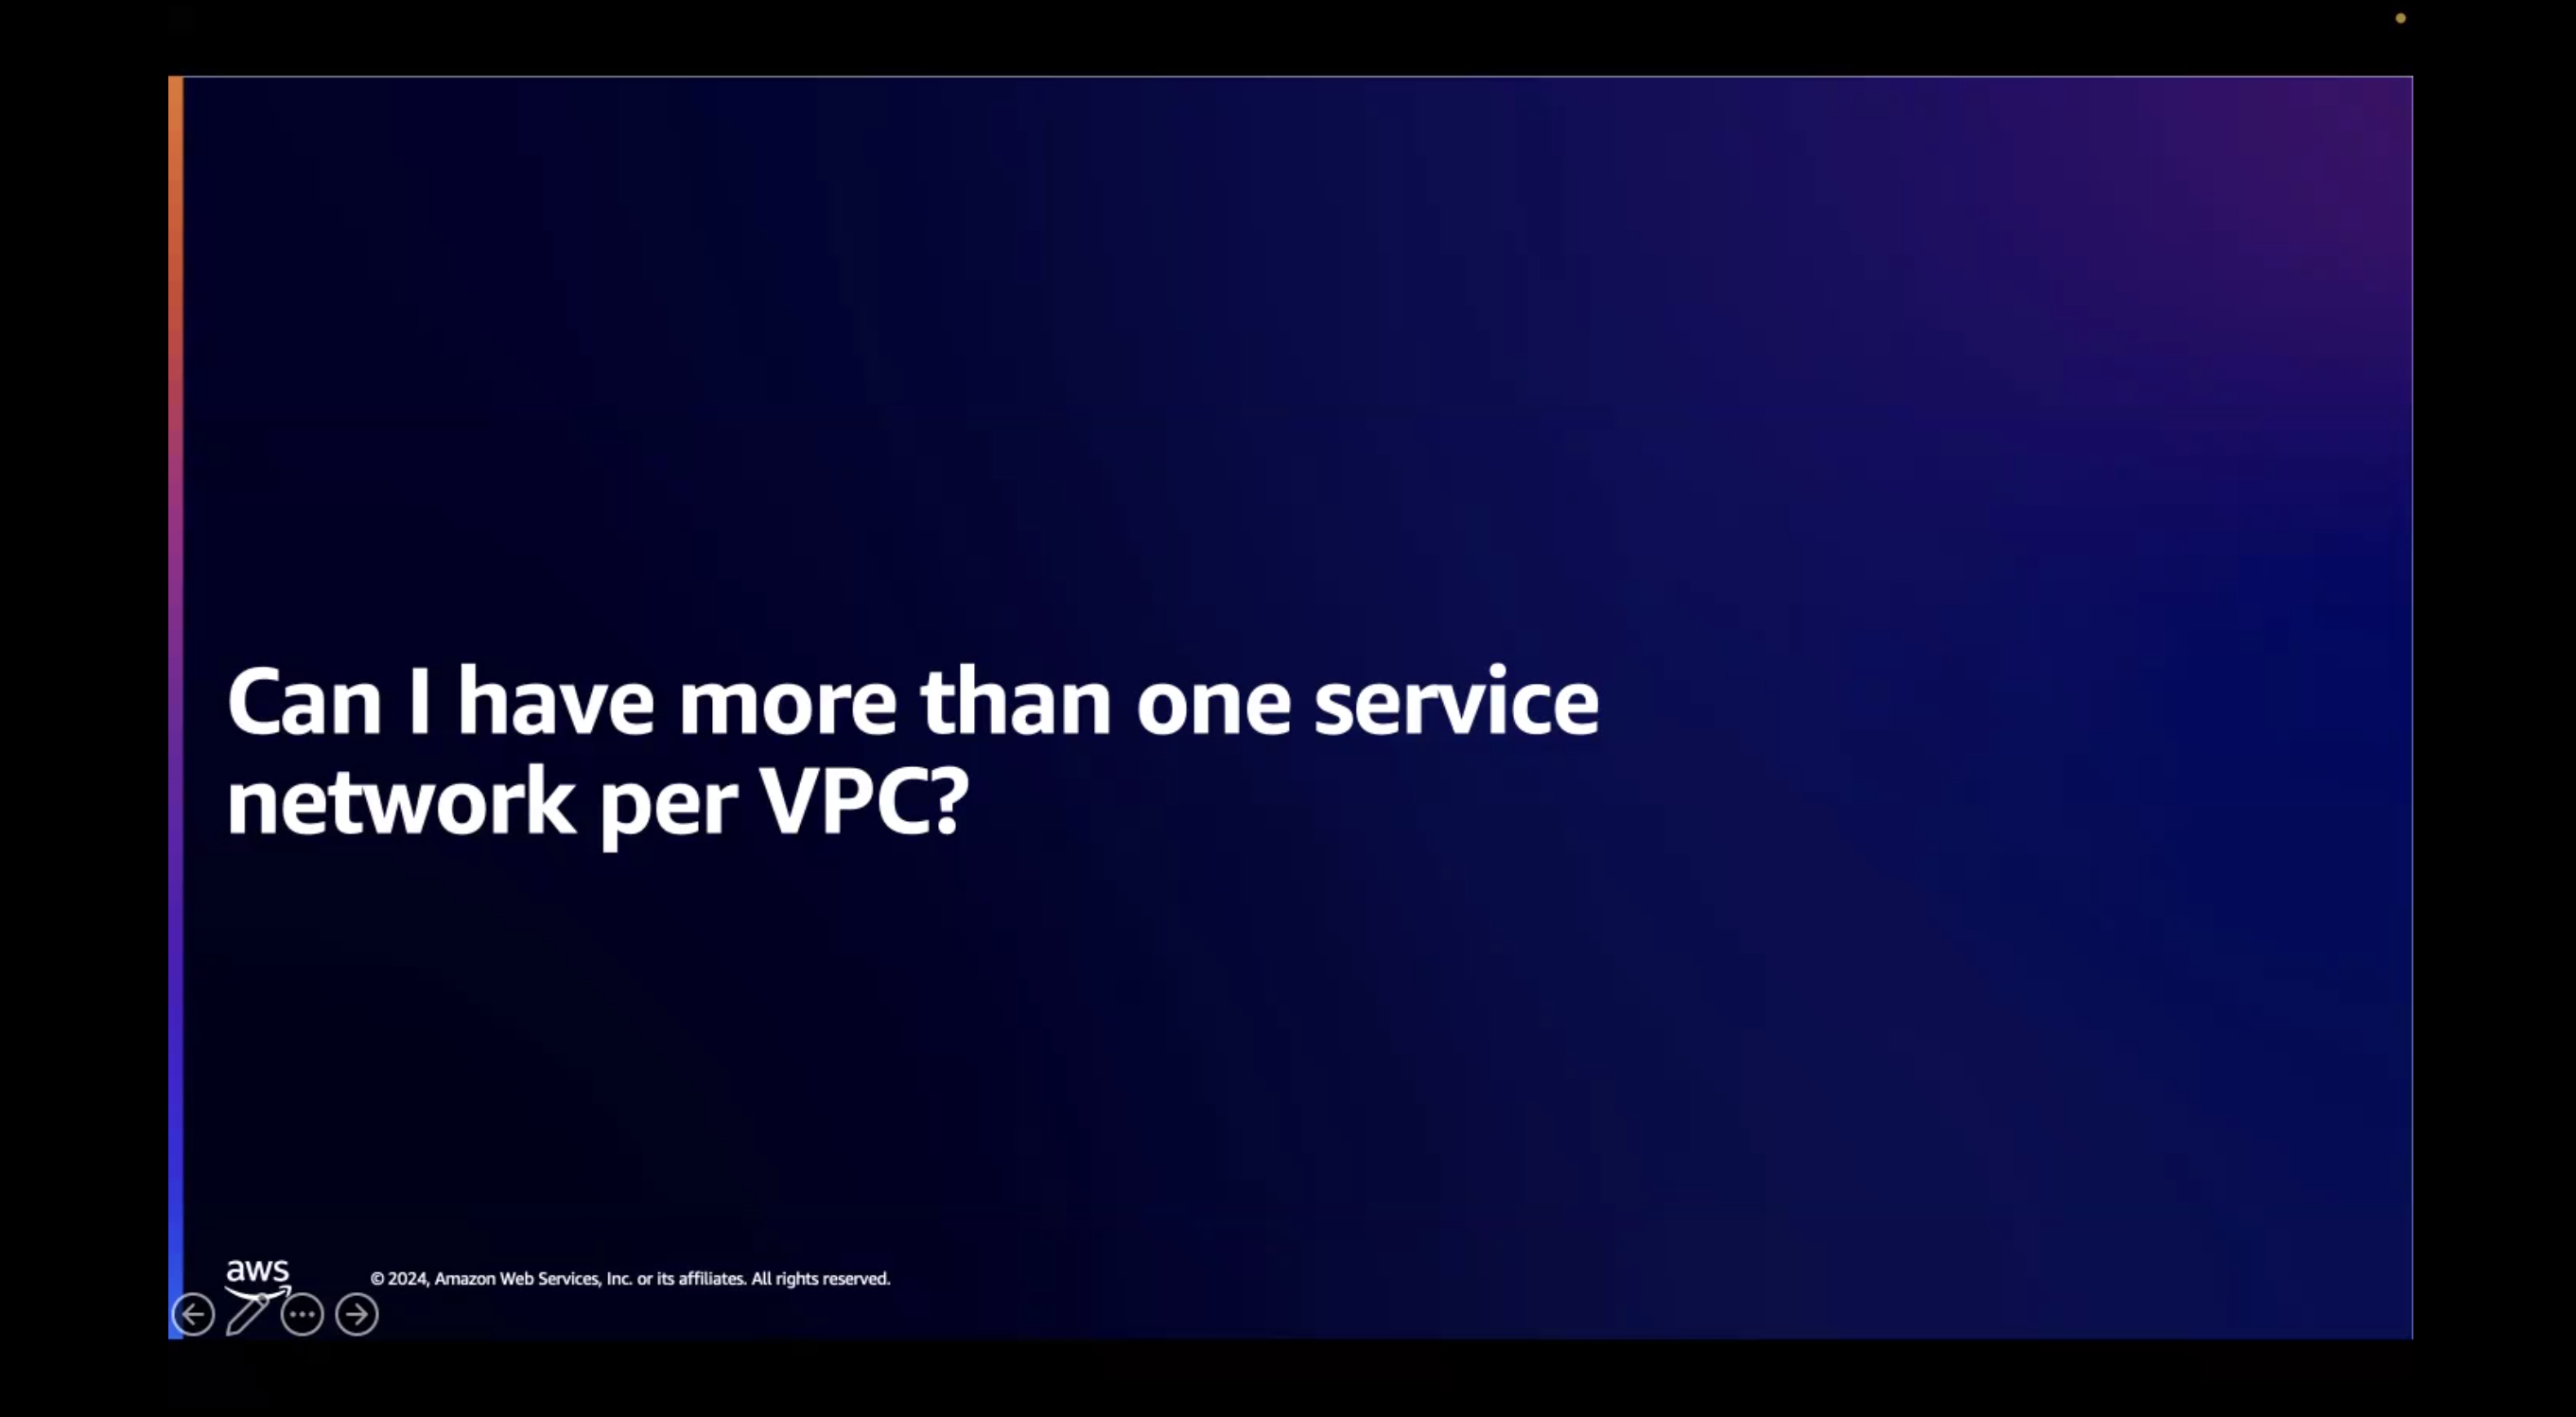 Can I have more than one service
network per VPC?
aws
© 2024, Amazon Web Services, Inc. or its affiliates. All rights reserved.